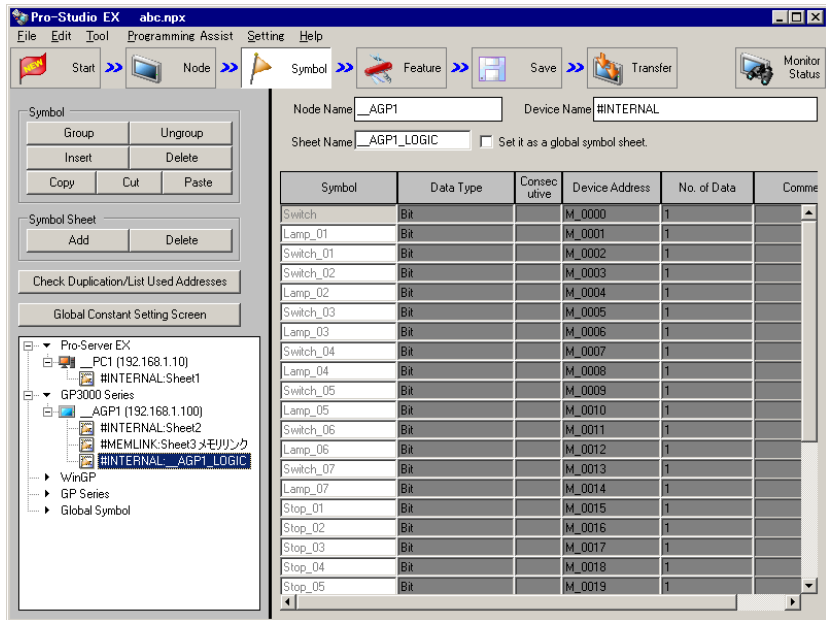 Pro-Studio EX abc.npx
File Edit Tool Programming Assist Setting Help
NEW Start Node Symbol Feature Save Transfer Monitor Status
Symbol
Group Ungroup
Insert Delete
Copy Cut Paste
Symbol Sheet
Add Delete
Check Duplication/List Used Addresses
Global Constant Setting Screen
Pro-Server EX
__PC1 (192.168.1.10)
#INTERNAL:Sheet1
GP3000 Series
__AGP1 (192.168.1.100)
#INTERNAL:Sheet2
#MEMLINK:Sheet3 メモリリンク
#INTERNAL:__AGP1_LOGIC
WinGP
GP Series
Global Symbol
Node Name __AGP1 Device Name #INTERNAL
Sheet Name __AGP1_LOGIC Set it as a global symbol sheet.
Symbol Data Type Consecutive Device Address No. of Data Comme
Switch Bit M_0000 1
Lamp_01 Bit M_0001 1
Switch_01 Bit M_0002 1
Switch_02 Bit M_0003 1
Lamp_02 Bit M_0004 1
Switch_03 Bit M_0005 1
Lamp_03 Bit M_0006 1
Switch_04 Bit M_0007 1
Lamp_04 Bit M_0008 1
Switch_05 Bit M_0009 1
Lamp_05 Bit M_0010 1
Switch_06 Bit M_0011 1
Lamp_06 Bit M_0012 1
Switch_07 Bit M_0013 1
Lamp_07 Bit M_0014 1
Stop_01 Bit M_0015 1
Stop_02 Bit M_0016 1
Stop_03 Bit M_0017 1
Stop_04 Bit M_0018 1
Stop_05 Bit M_0019 1